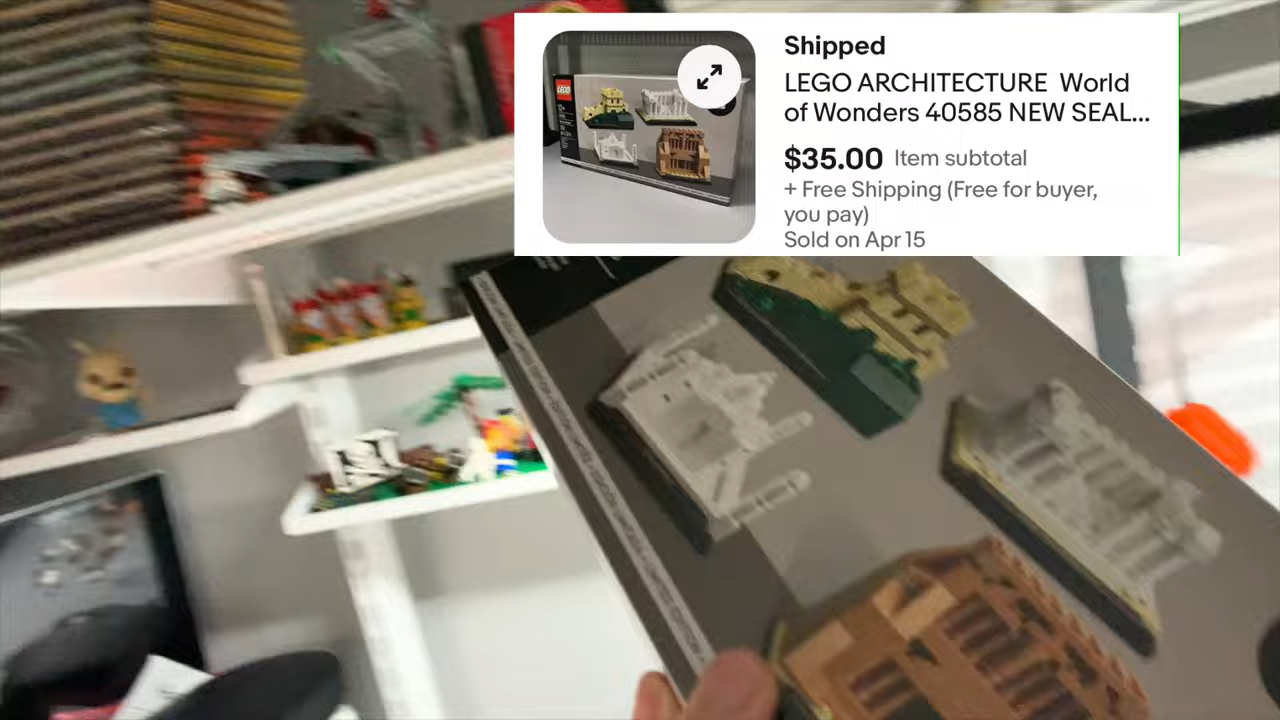 Shipped
LEGO ARCHITECTURE World
of Wonders 40585 NEW SEAL...
$35.00 Item subtotal
+ Free Shipping (Free for buyer,
you pay)
Sold on Apr 15
LEGO